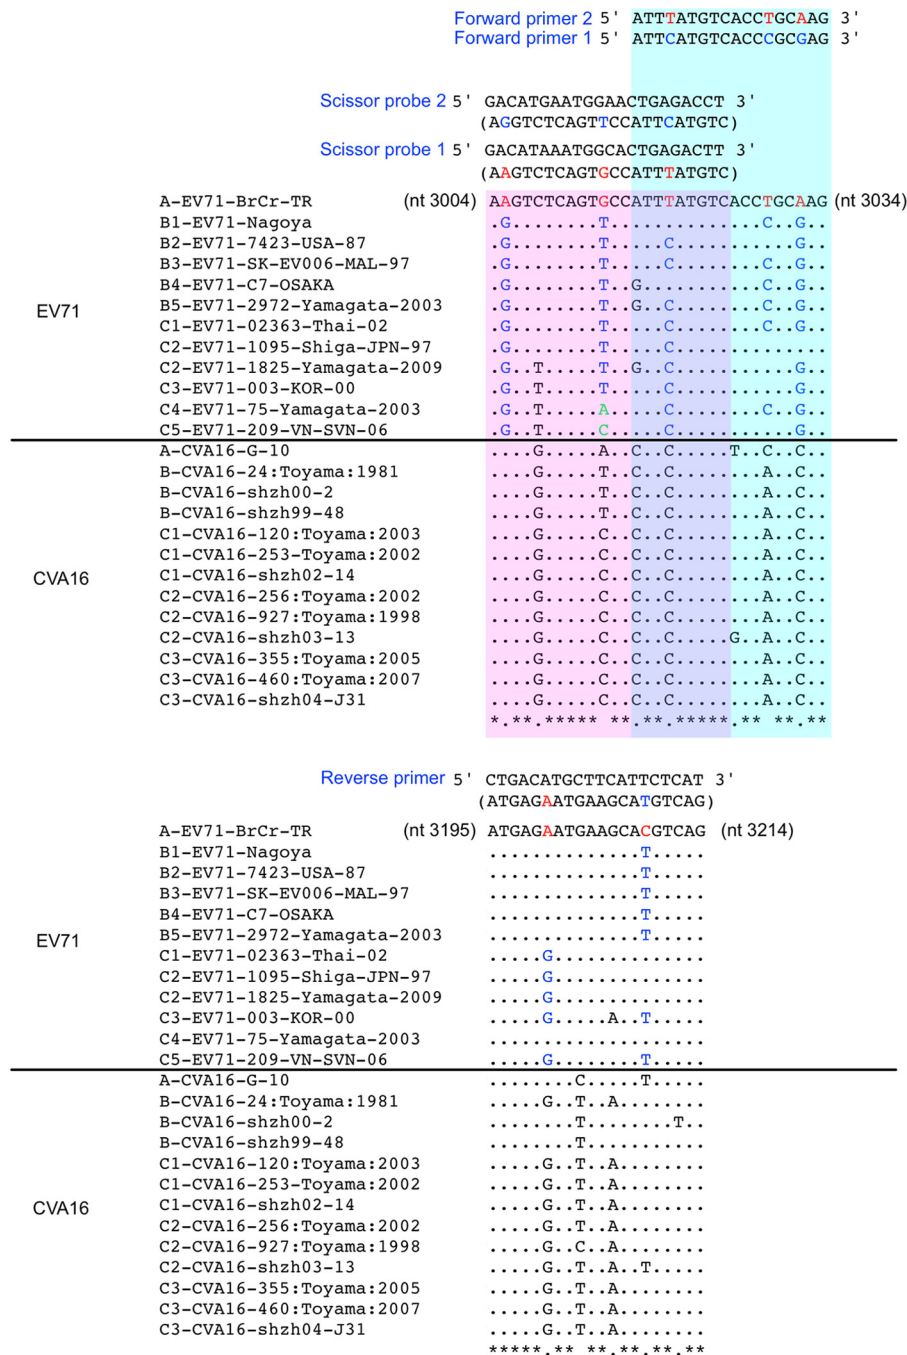 Forward primer 2 5' ATTTATGTCACCTGCAAG 3'
Forward primer 1 5' ATTCATGTCACCCGCGAG 3'
Scissor probe 2 5' GACATGAATGGAACTGAGACCT 3'
(AGGTCTCAGTTCCATTCATGTC)
Scissor probe 1 5' GACATAAATGGCACTGAGACTT 3'
(AAGTCTCAGTGCCATTTATGTC)
A-EV71-BrCr-TR (nt 3004) AAGTCTCAGTGCCATTTATGTCACCTGCAAG (nt 3034)
B1-EV71-Nagoya .G........T..............C..G..
B2-EV71-7423-USA-87 .G........T.....C...........G..
B3-EV71-SK-EV006-MAL-97 .G........T.....C........C..G..
B4-EV71-C7-OSAKA .G........T..G.................
EV71 B5-EV71-2972-Yamagata-2003 .G........T..G..C........C..G..
C1-EV71-02363-Thai-02 .G........T.....C........C..G..
C2-EV71-1095-Shiga-JPN-97 .G........T.....C..............
C2-EV71-1825-Yamagata-2009 .G..T.....T..G..C...........G..
C3-EV71-003-KOR-00 .G..T.....T.....C...........G..
C4-EV71-75-Yamagata-2003 .G..T.....A.....C........C..G..
C5-EV71-209-VN-SVN-06 .G..T.....C.....C...........G..
A-CVA16-G-10 ....G.....A..C..C.....T..C..C..
B-CVA16-24:Toyama:1981 ....G.....T..C..C........A..C..
B-CVA16-shzh00-2 ....G.....T..C..C........A..C..
B-CVA16-shzh99-48 ....G.....T..C..C........A..C..
C1-CVA16-120:Toyama:2003 ....G.....C..C..C........A..C..
C1-CVA16-253-Toyama:2002 ....G.....C..C..C........A..C..
CVA16 C1-CVA16-shzh02-14 ....G.....C..C..C........A..C..
C2-CVA16-256:Toyama:2002 ....G.....C..C..C........A..C..
C2-CVA16-927:Toyama:1998 ....G.....C..C..C........A..C..
C2-CVA16-shzh03-13 ....G.....C..C..C.....G..A..C..
C3-CVA16-355:Toyama:2005 ....G.....C..C..C........A..C..
C3-CVA16-460:Toyama:2007 ....G.....C..C..C........A..C..
C3-CVA16-shzh04-J31 ....G.....C..C..C........A..C..
*.**.***** **.**.*****.** **.**
Reverse primer 5' CTGACATGCTTCATTCTCAT 3'
(ATGAGAATGAAGCATGTCAG)
A-EV71-BrCr-TR (nt 3195) ATGAGAATGAAGCACGTCAG (nt 3214)
B1-EV71-Nagoya ..............T.....
B2-EV71-7423-USA-87 ..............T.....
B3-EV71-SK-EV006-MAL-97 ..............T.....
B4-EV71-C7-OSAKA ..............T.....
B5-EV71-2972-Yamagata-2003 ..............T.....
EV71 C1-EV71-02363-Thai-02 .....G..............
C2-EV71-1095-Shiga-JPN-97 .....G..............
C2-EV71-1825-Yamagata-2009 .....G..............
C3-EV71-003-KOR-00 .....G.....A..T.....
C4-EV71-75-Yamagata-2003 ....................
C5-EV71-209-VN-SVN-06 .....G........T.....
A-CVA16-G-10 ........C.....T.....
B-CVA16-24:Toyama:1981 .....G..T..A........
B-CVA16-shzh00-2 ........T........T..
B-CVA16-shzh99-48 ........T...........
C1-CVA16-120:Toyama:2003 .....G..T..A........
C1-CVA16-253-Toyama:2002 .....G..T..A........
CVA16 C1-CVA16-shzh02-14 .....G..T..A........
C2-CVA16-256:Toyama:2002 .....G..T..A........
C2-CVA16-927:Toyama:1998 .....G..C..A........
C2-CVA16-shzh03-13 .....G..T..A..T.....
C3-CVA16-355:Toyama:2005 .....G..T..A........
C3-CVA16-460:Toyama:2007 .....G..T..A........
C3-CVA16-shzh04-J31 .....G..T..A........
*****.** **.**.**.**